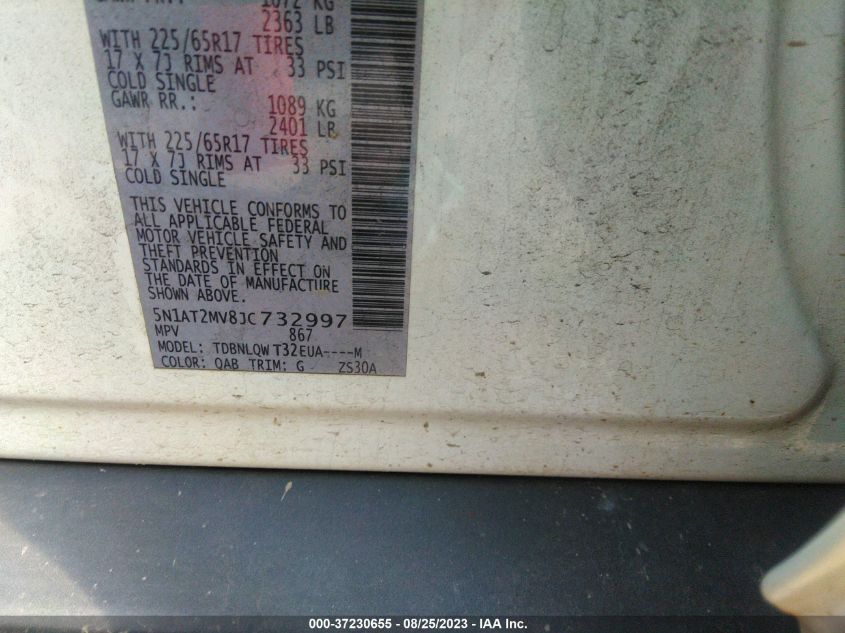 1072 KG
2363 LB
WITH 225/65R17 TIRES
17 X 7J RIMS AT 33 PSI
COLD SINGLE
GAWR RR.: 1089 KG
2401 LB
WITH 225/65R17 TIRES
17 X 7J RIMS AT 33 PSI
COLD SINGLE
THIS VEHICLE CONFORMS TO
ALL APPLICABLE FEDERAL
MOTOR VEHICLE SAFETY AND
THEFT PREVENTION
STANDARDS IN EFFECT ON
THE DATE OF MANUFACTURE
SHOWN ABOVE.
5N1AT2MV8JC732997
MPV 867
MODEL: TDBNLQW T32EUA----M
COLOR: QAB TRIM: G ZS30A
000-37230655 - 08/25/2023 - IAA Inc.